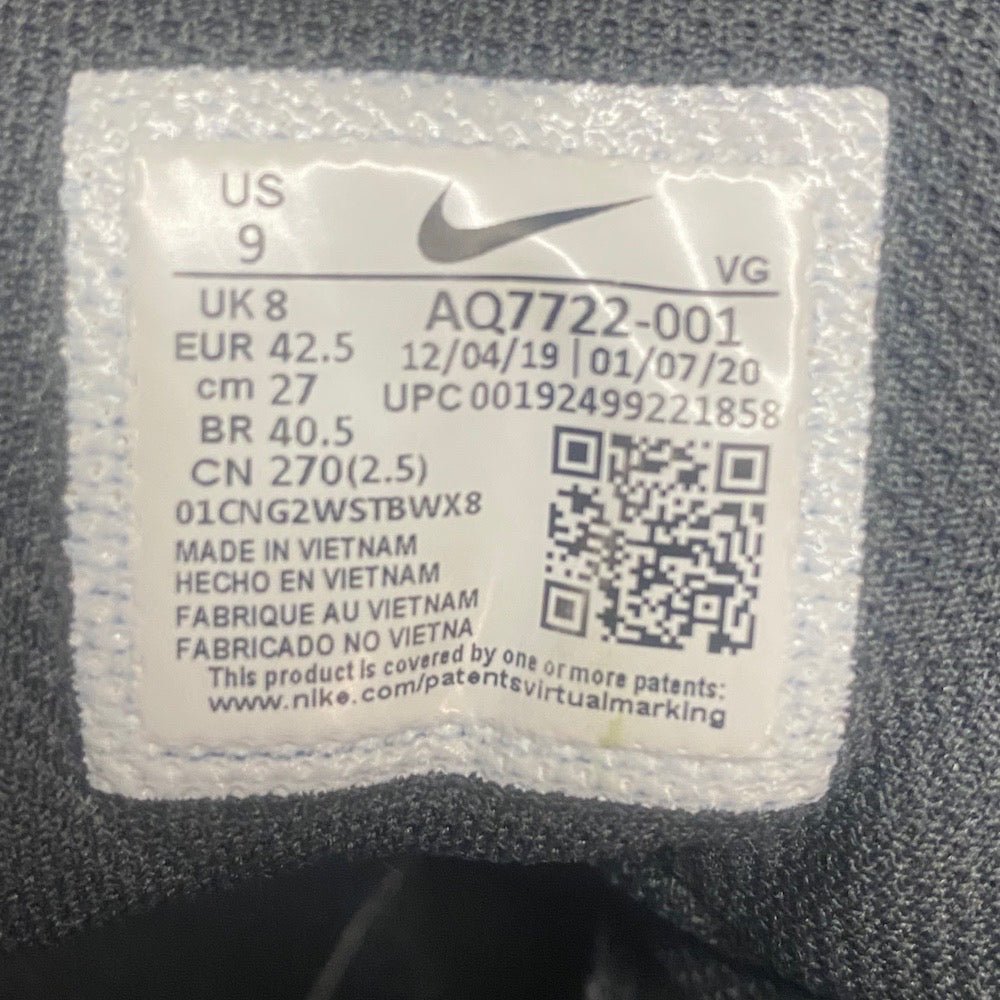 US
9
VG
UK 8
EUR 42.5
cm 27
BR 40.5
CN 270(2.5)
AQ7722-001
12/04/19 | 01/07/20
UPC 00192499221858
01CNG2WSTBWX8
MADE IN VIETNAM
HECHO EN VIETNAM
FABRIQUE AU VIETNAM
FABRICADO NO VIETNA
This product is covered by one or more patents:
www.nike.com/patentsvirtualmarking